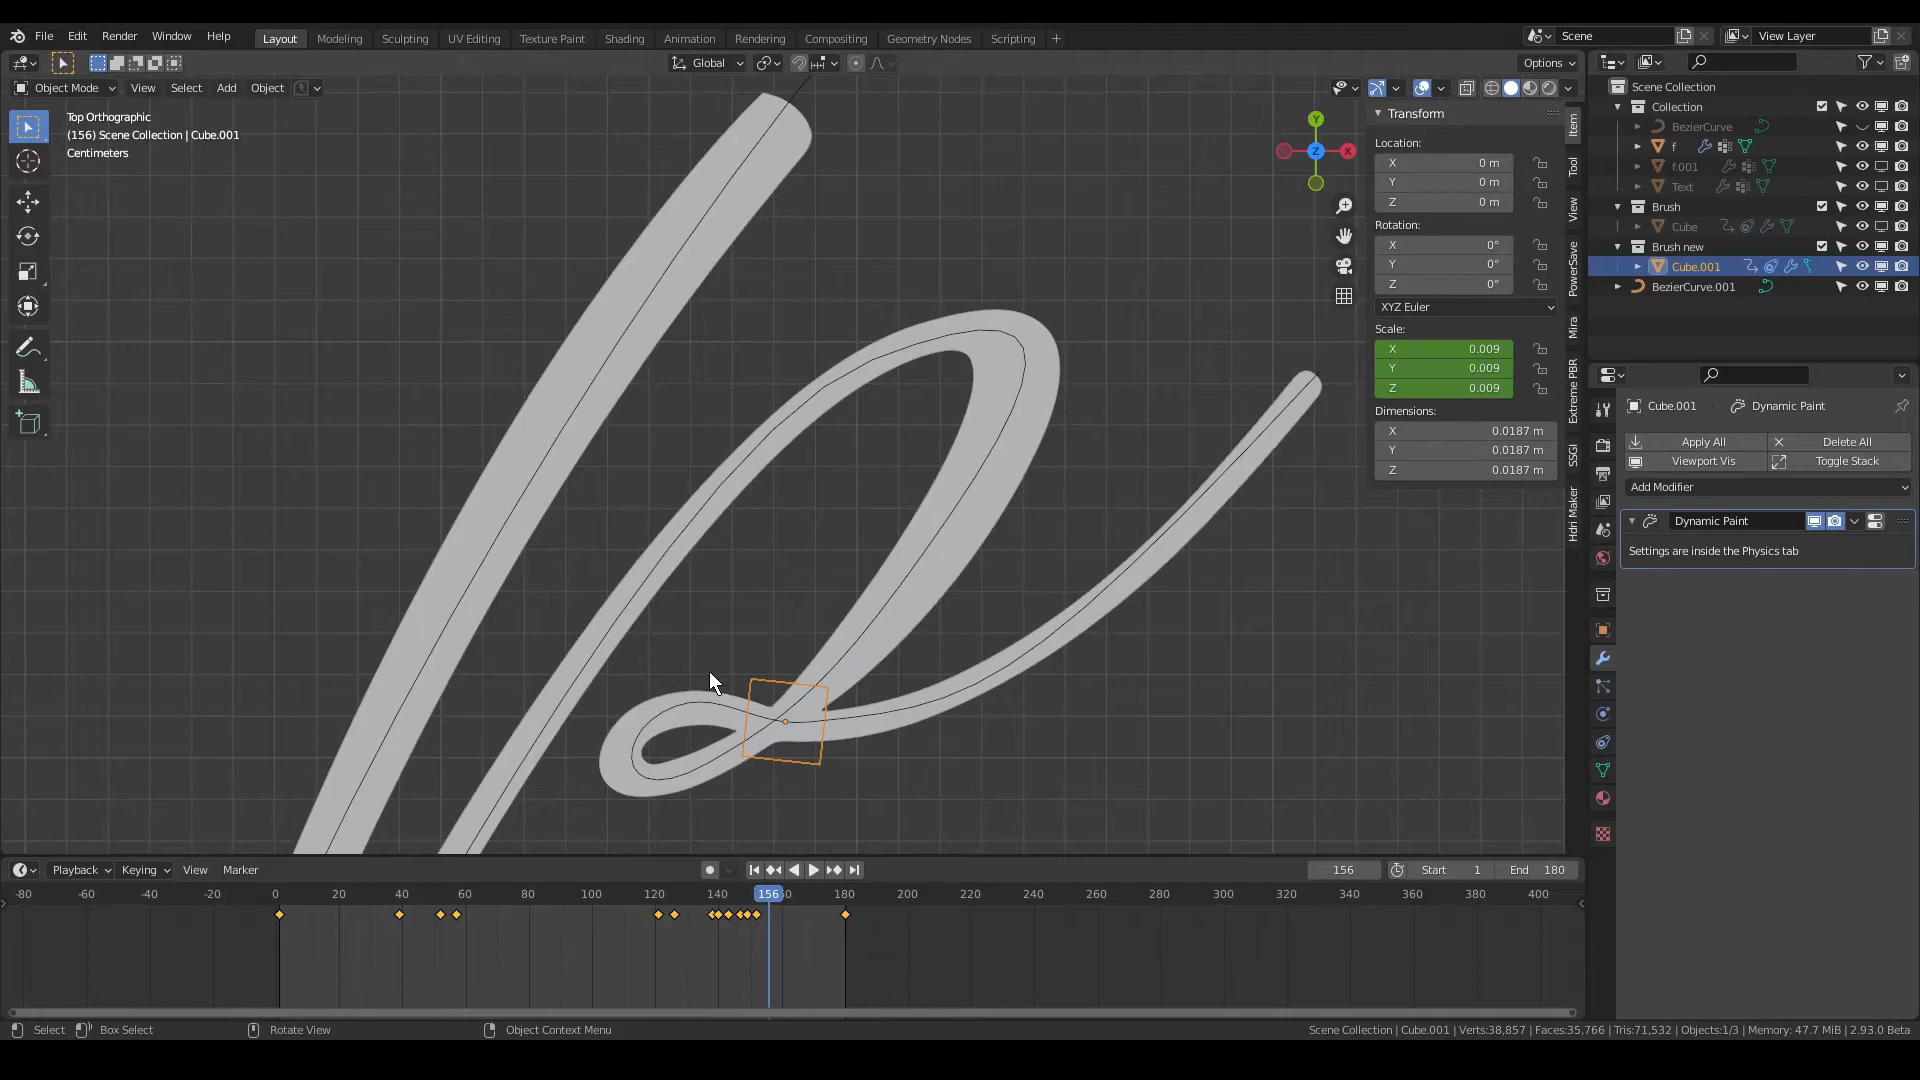 File Edit Render Window Help Layout Modeling Sculpting UV Editing Texture Paint Shading Animation Rendering Compositing Geometry Nodes Scripting Scene View Layer
Global Options
Object Mode View Select Add Object
Top Orthographic
(156) Scene Collection | Cube.001
Centimeters
Y
X
Z
Transform
Location:
X 0 m
Y 0 m
Z 0 m
Rotation:
X 0°
Y 0°
Z 0°
XYZ Euler
Scale:
X 0.009
Y 0.009
Z 0.009
Dimensions:
X 0.0187 m
Y 0.0187 m
Z 0.0187 m
Item
Tool
View
PowerSave
Mira
Extreme PBR
SSGI
Hdri Maker
Scene Collection
Collection
BezierCurve
f
f.001
Text
Brush
Cube
Brush new
Cube.001
BezierCurve.001
Cube.001 Dynamic Paint
Apply All Delete All
Viewport Vis Toggle Stack
Add Modifier
Dynamic Paint
Settings are inside the Physics tab
Playback Keying View Marker 156 Start 1 End 180
-80 -60 -40 -20 0 20 40 60 80 100 120 140 156 180 200 220 240 260 280 300 320 340 360 380 400
Select Box Select Rotate View Object Context Menu Scene Collection | Cube.001 | Verts:38,857 | Faces:35,766 | Tris:71,532 | Objects:1/3 | Memory: 47.7 MiB | 2.93.0 Beta